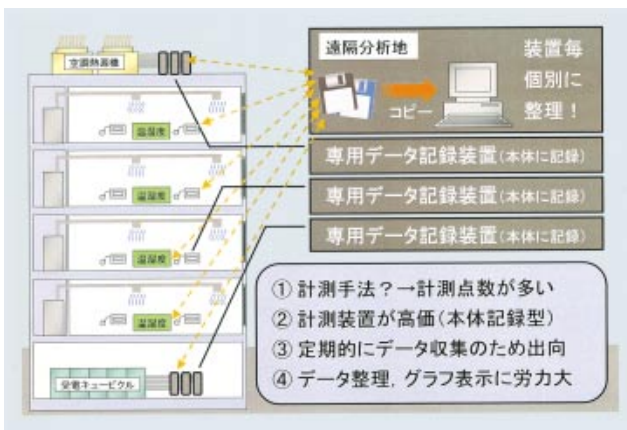 空調熱源機
遠隔分析地
装置毎
個別に
整理！
コピー
温湿度
専用データ記録装置(本体に記録)
温湿度
専用データ記録装置(本体に記録)
温湿度
専用データ記録装置(本体に記録)
温湿度
受電キュービクル
① 計測手法？→計測点数が多い
② 計測装置が高価(本体記録型)
③ 定期的にデータ収集のため出向
④ データ整理，グラフ表示に労力大